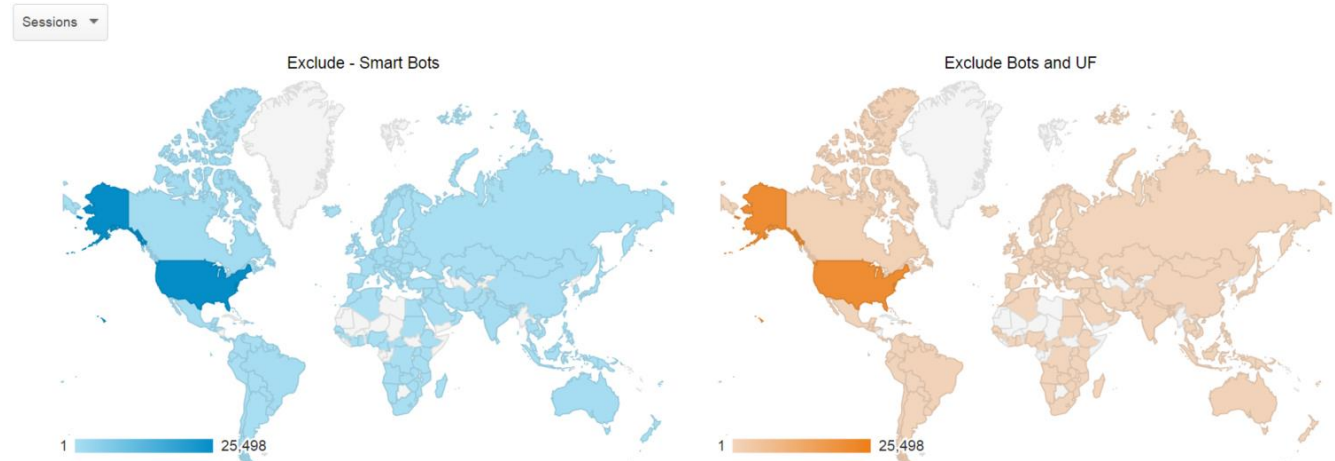 Sessions
Exclude - Smart Bots
Exclude Bots and UF
1 25,498
1 25,498